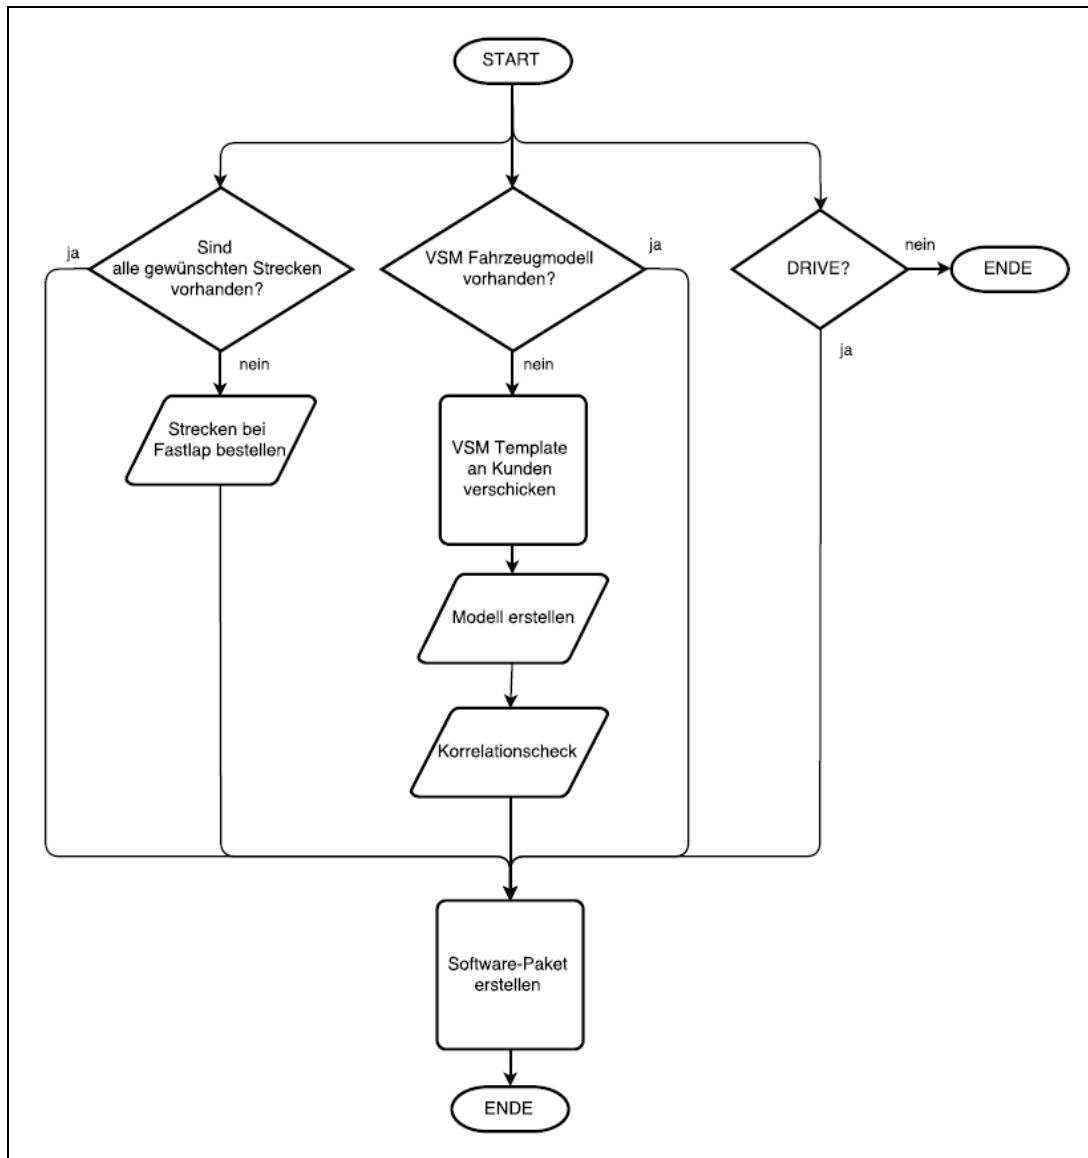 START
ja
Sind
alle gewünschten Strecken
vorhanden?
nein
Strecken bei
Fastlap bestellen
VSM Fahrzeugmodell
vorhanden?
ja
nein
VSM Template
an Kunden
verschicken
Modell erstellen
Korrelationscheck
DRIVE?
nein
ENDE
ja
Software-Paket
erstellen
ENDE